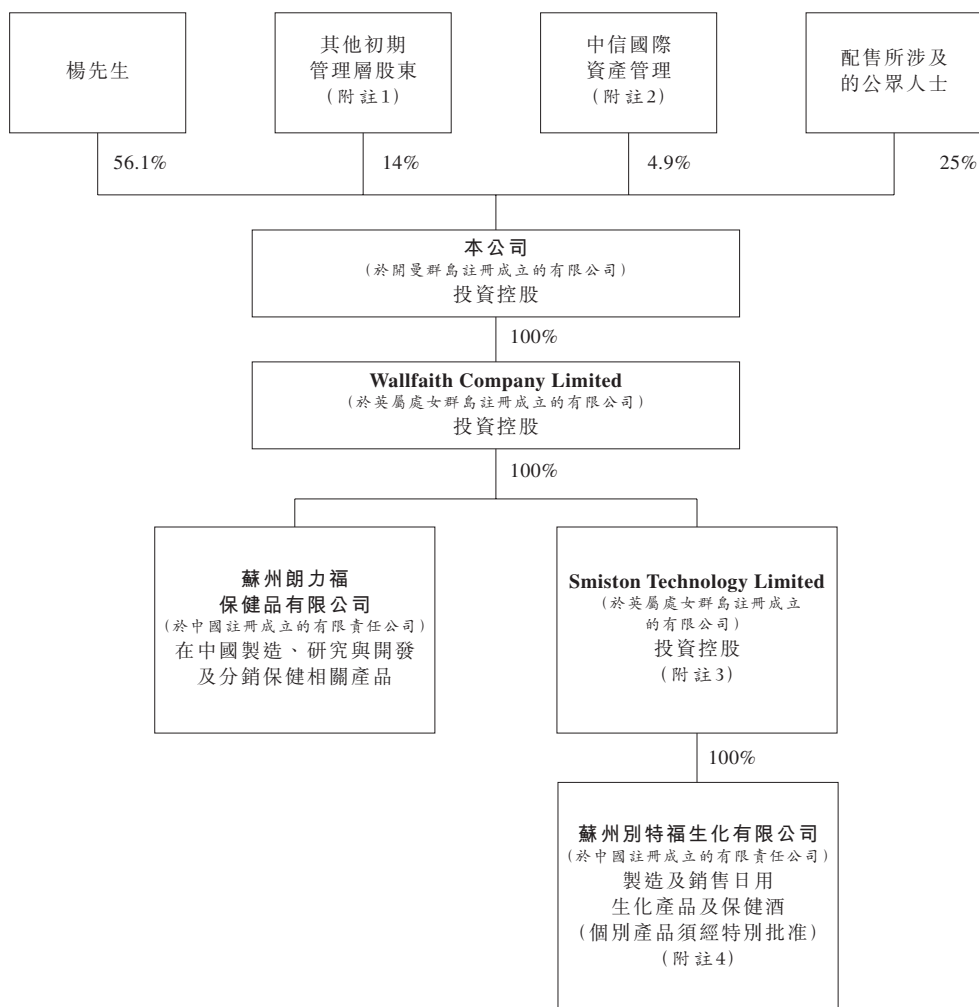 楊先生
其他初期
管理層股東
(附註1)
中信國際
資產管理
(附註2)
配售所涉及
的公眾人士
56.1%
14%
4.9%
25%
本公司
(於開曼群島註冊成立的有限公司)
投資控股
100%
Wallfaith Company Limited
(於英屬處女群島註冊成立的有限公司)
投資控股
100%
蘇州朗力福
保健品有限公司
(於中國註冊成立的有限責任公司)
在中國製造、研究與開發
及分銷保健相關產品
Smiston Technology Limited
(於英屬處女群島註冊成立
的有限公司)
投資控股
(附註3)
100%
蘇州別特福生化有限公司
(於中國註冊成立的有限責任公司)
製造及銷售日用
生化產品及保健酒
(個別產品須經特別批准)
(附註4)